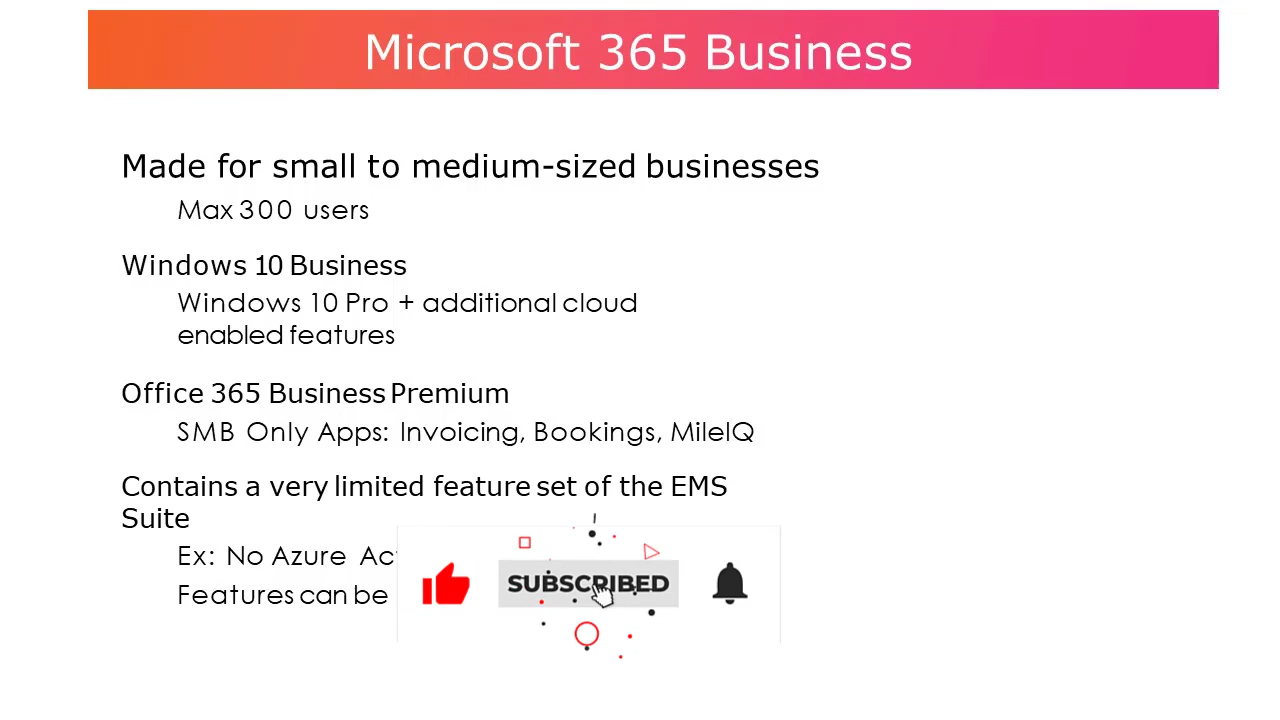 Microsoft 365 Business
Made for small to medium-sized businesses
Max 300 users
Windows 10 Business
Windows 10 Pro + additional cloud
enabled features
Office 365 Business Premium
SMB Only Apps: Invoicing, Bookings, MileIQ
Contains a very limited feature set of the EMS
Suite
Ex: No Azure
Features can be
SUBSCRIBED